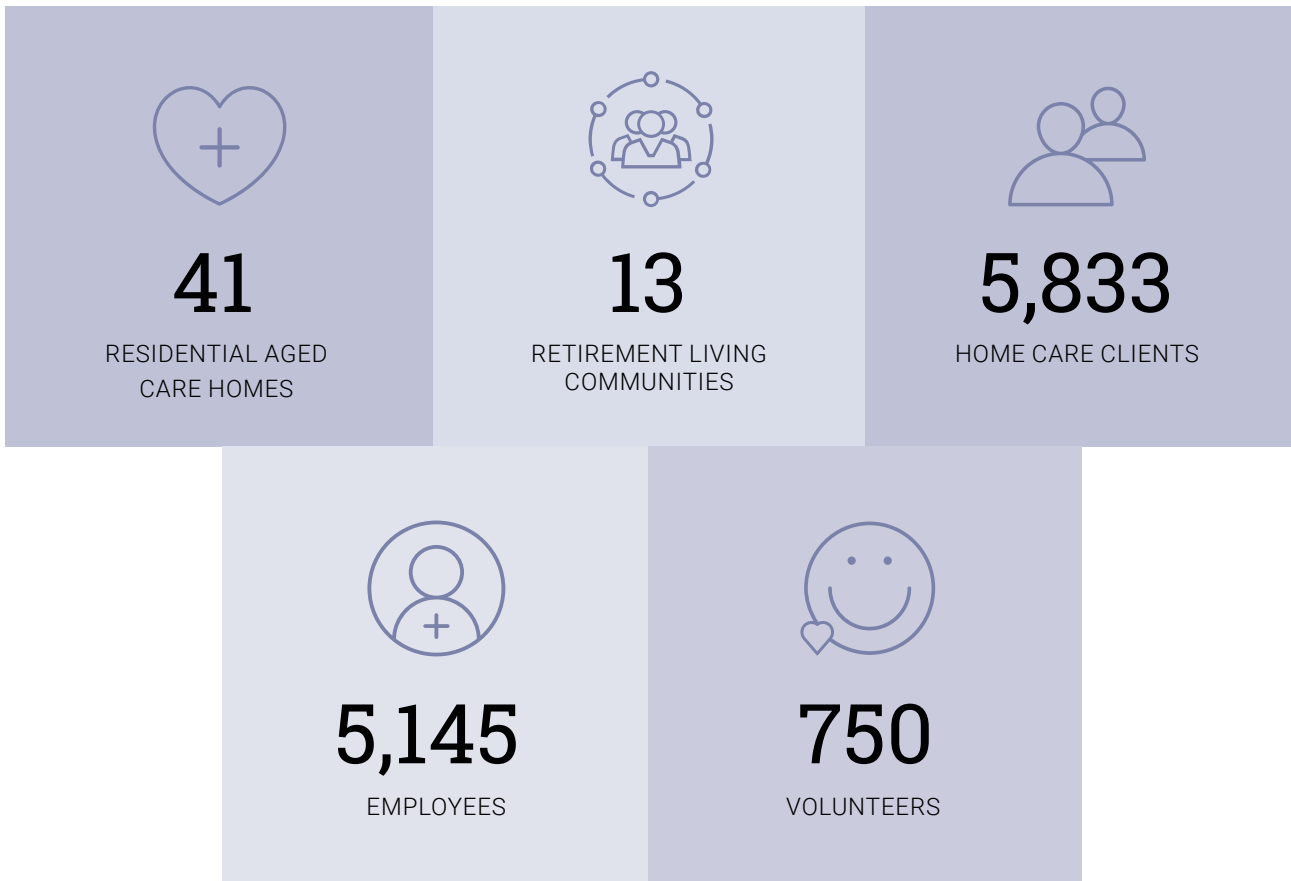 41
RESIDENTIAL AGED
CARE HOMES
13
RETIREMENT LIVING
COMMUNITIES
5,833
HOME CARE CLIENTS
5,145
EMPLOYEES
750
VOLUNTEERS